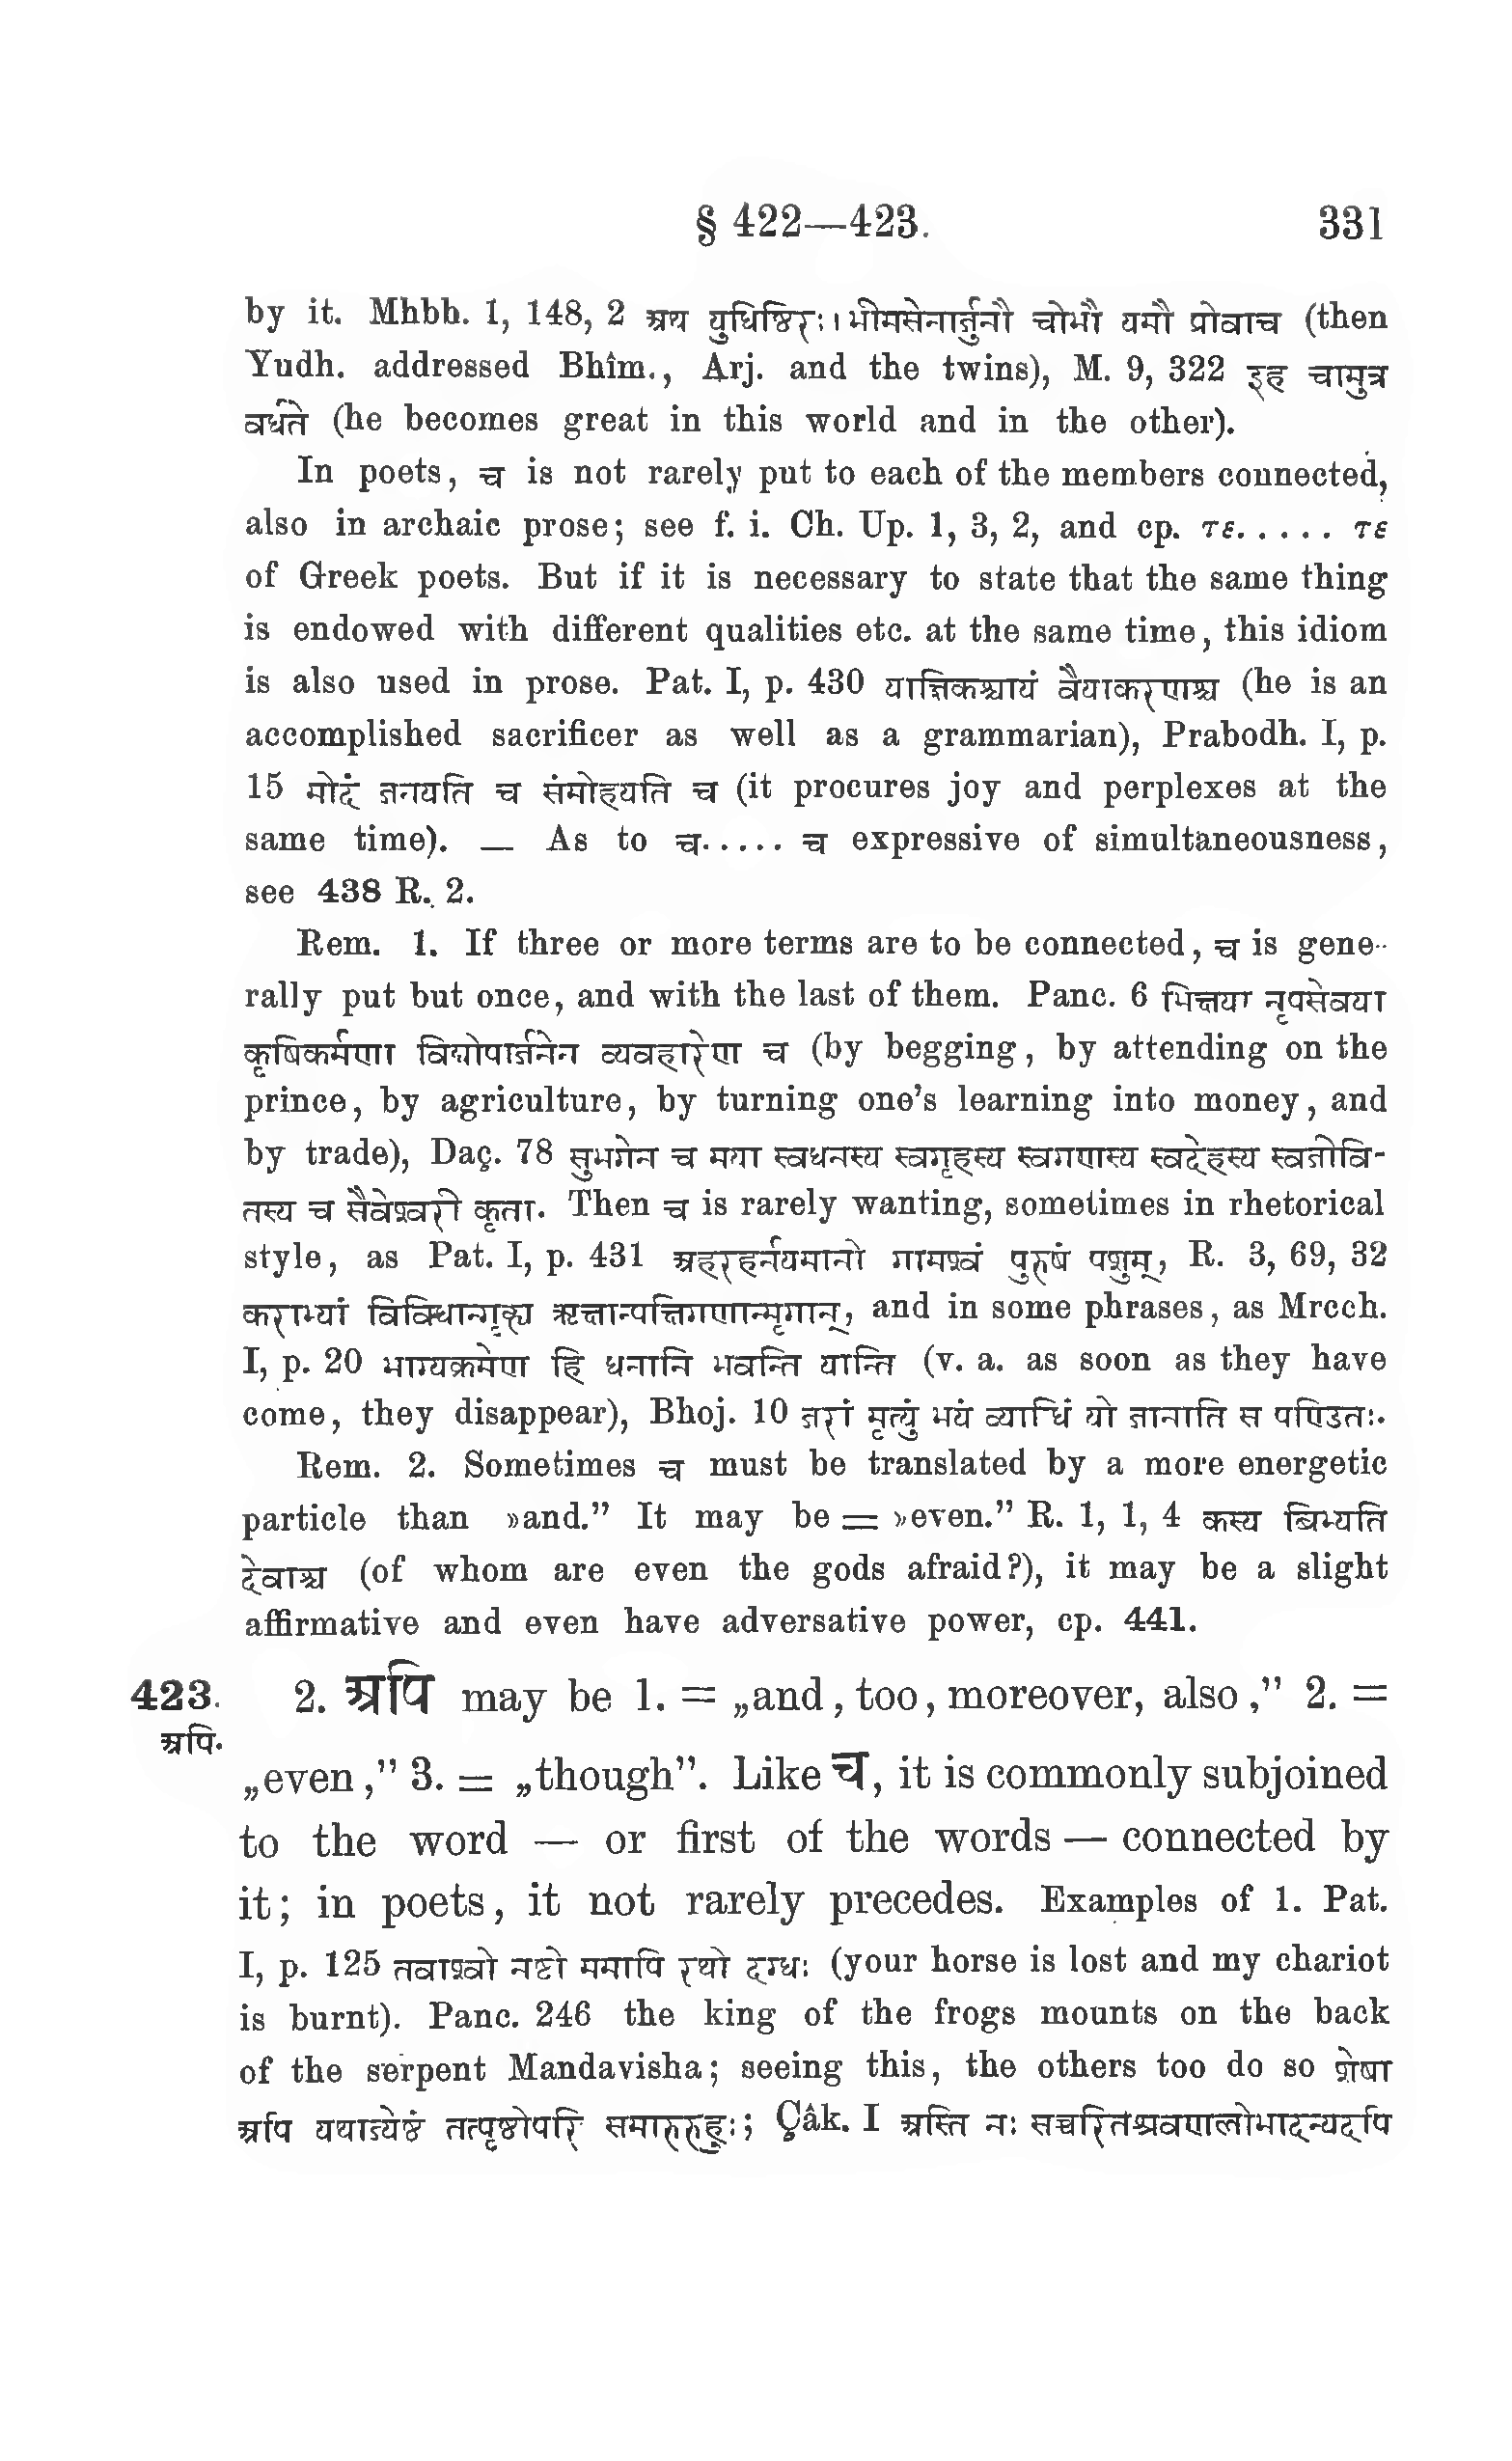 § 422—423. 331
by it. Mhbh. 1, 148, 2 अथ युधिष्ठिरः । भीमसेनार्जुनौ चोभौ यमौ प्रोवाच (then
Yudh. addressed Bhîm., Arj. and the twins), M. 9, 322 इह चामुत्र
वर्धते (he becomes great in this world and in the other).
In poets, च is not rarely put to each of the members connected,
also in archaic prose; see f. i. Ch. Up. 1, 3, 2, and cp. τε..... τε
of Greek poets. But if it is necessary to state that the same thing
is endowed with different qualities etc. at the same time, this idiom
is also used in prose. Pat. I, p. 430 याज्ञिकश्चायं वैयाकरणश्च (he is an
accomplished sacrificer as well as a grammarian), Prabodh. I, p.
15 मोदं जनयति च संमोहयति च (it procures joy and perplexes at the
same time). — As to च..... च expressive of simultaneousness,
see 438 R. 2.
Rem. 1. If three or more terms are to be connected, च is gene-
rally put but once, and with the last of them. Panc. 6 भिक्षया नृपसेवया
कृषिकर्मणा विद्योपार्जनेन व्यवहारेण च (by begging, by attending on the
prince, by agriculture, by turning one's learning into money, and
by trade), Daç. 78 सुभगेन च मया स्वधनस्य स्वगृहस्य स्वगणस्य स्वदेहस्य स्वजीवि-
तस्य च सैवेश्वरी कृता. Then च is rarely wanting, sometimes in rhetorical
style, as Pat. I, p. 431 अहरहर्नयमानो गामश्वं पुरुषं पशुम्, R. 3, 69, 32
कराभ्यां विविधान्गृह्य ऋक्षान्पक्षिगणान्मृगान्, and in some phrases, as Mrcch.
I, p. 20 भाग्यक्रमेण हि धनानि भवन्ति यान्ति (v. a. as soon as they have
come, they disappear), Bhoj. 10 जरां मृत्युं भयं व्याधिं यो जानाति स पण्डितः.
Rem. 2. Sometimes च must be translated by a more energetic
particle than »and.” It may be = »even.” R. 1, 1, 4 कस्य बिभ्यति
देवाश्च (of whom are even the gods afraid?), it may be a slight
affirmative and even have adversative power, cp. 441.
423. 2. अपि may be 1. = „and, too, moreover, also,” 2. =
अपि.
„even,” 3. = „though”. Like च, it is commonly subjoined
to the word — or first of the words — connected by
it; in poets, it not rarely precedes. Examples of 1. Pat.
I, p. 125 तवाश्वो नष्टो ममापि रथो दग्धः (your horse is lost and my chariot
is burnt). Panc. 246 the king of the frogs mounts on the back
of the serpent Mandavisha; seeing this, the others too do so शेषा
अपि यथाज्येष्ठं तत्पृष्ठोपरि समारुरुहुः; Çâk. I अस्ति नः सच्चरितश्रवणलोभादन्यदपि